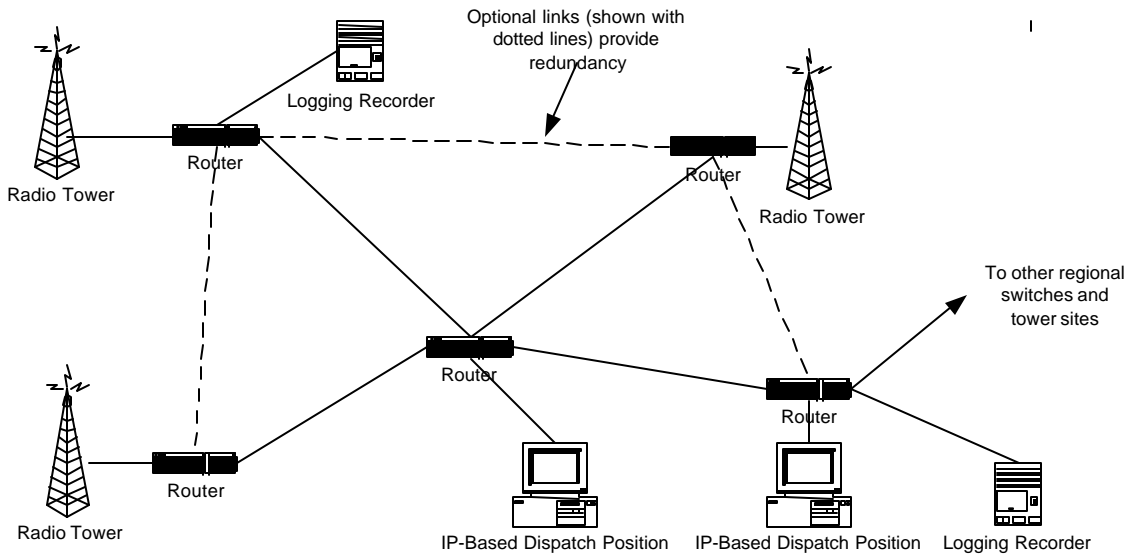 Optional links (shown with
dotted lines) provide
redundancy
Logging Recorder
Router
Radio Tower
Router
Radio Tower
To other regional
switches and
tower sites
Router
Router
Router
Radio Tower
IP-Based Dispatch Position
IP-Based Dispatch Position
Logging Recorder